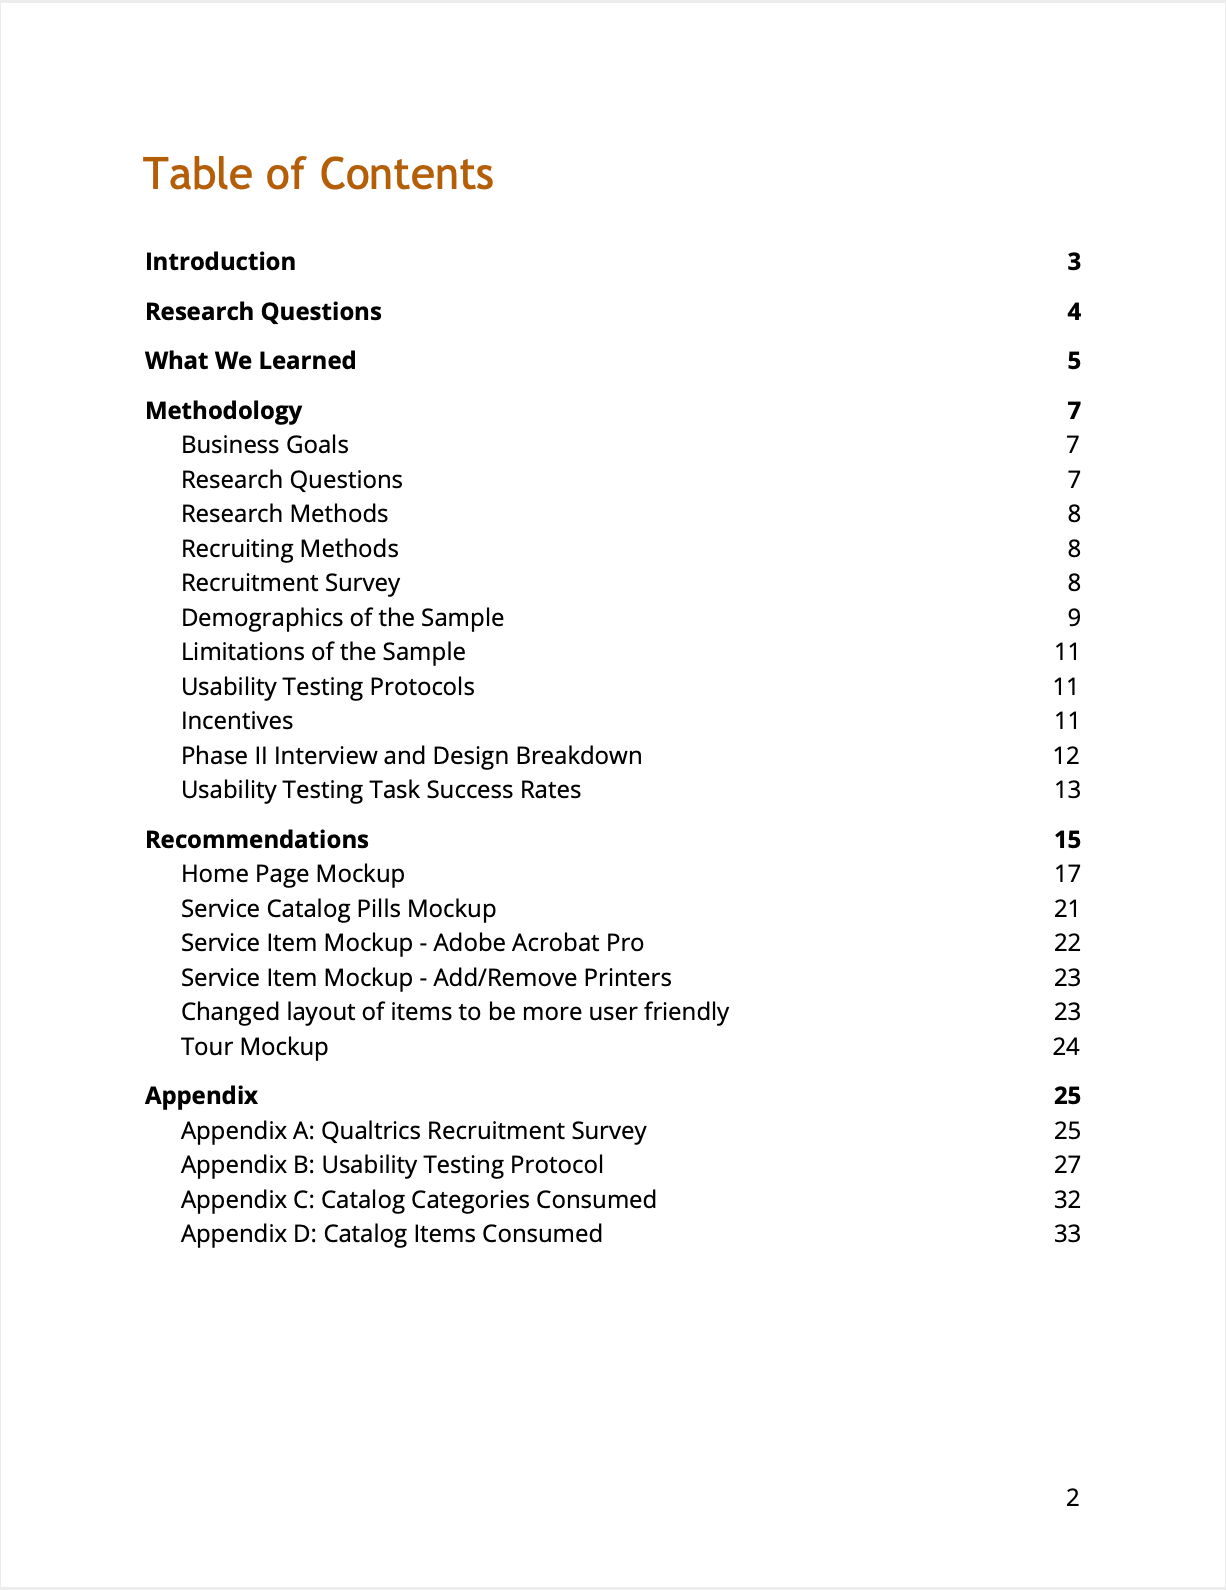 Table of Contents
Introduction 3
Research Questions 4
What We Learned 5
Methodology 7
Business Goals 7
Research Questions 7
Research Methods 8
Recruiting Methods 8
Recruitment Survey 8
Demographics of the Sample 9
Limitations of the Sample 11
Usability Testing Protocols 11
Incentives 11
Phase II Interview and Design Breakdown 12
Usability Testing Task Success Rates 13
Recommendations 15
Home Page Mockup 17
Service Catalog Pills Mockup 21
Service Item Mockup - Adobe Acrobat Pro 22
Service Item Mockup - Add/Remove Printers 23
Changed layout of items to be more user friendly 23
Tour Mockup 24
Appendix 25
Appendix A: Qualtrics Recruitment Survey 25
Appendix B: Usability Testing Protocol 27
Appendix C: Catalog Categories Consumed 32
Appendix D: Catalog Items Consumed 33
2